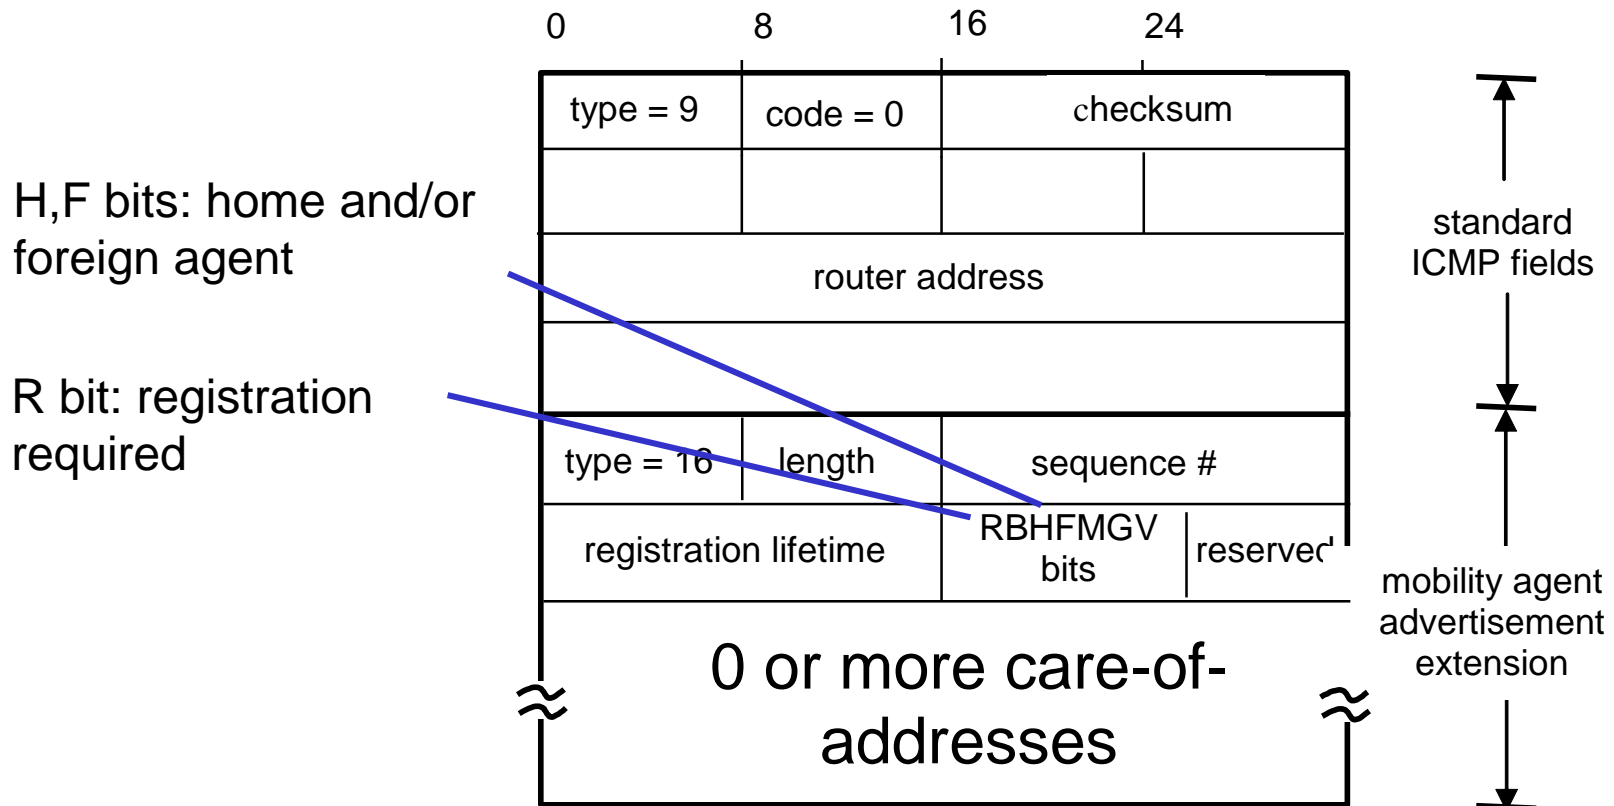 0 8 16 24
type = 9 code = 0 checksum
H,F bits: home and/or
foreign agent
standard
ICMP fields
router address
R bit: registration
required
type = 16 length sequence #
registration lifetime RBHFMGV
bits reserved
mobility agent
advertisement
extension
0 or more care-of-
addresses